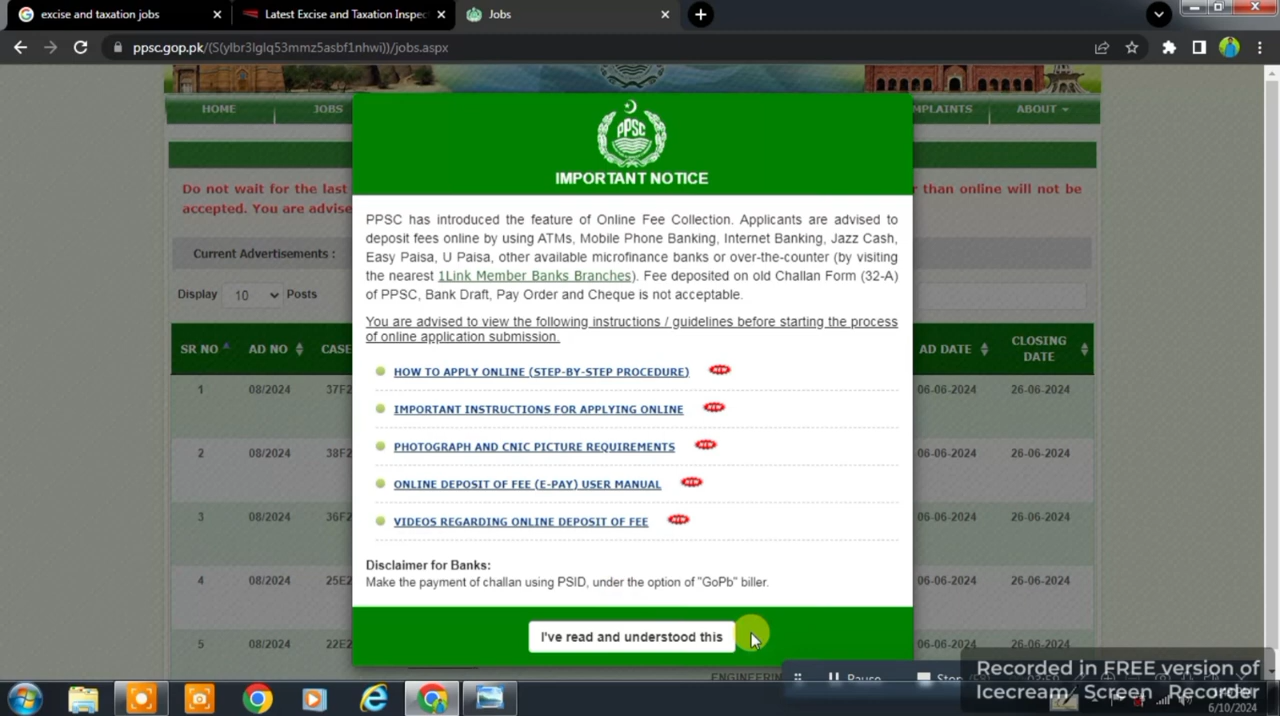 excise and taxation jobs
Latest Excise and Taxation Inspec
Jobs
ppsc.gop.pk/(S(ylbr3lglq53mmz5asbf1nhwi))/jobs.aspx
HOME
JOBS
MPLAINTS
ABOUT
PPSC
IMPORTANT NOTICE
Do not wait for the last
r than online will not be
accepted. You are advise
PPSC has introduced the feature of Online Fee Collection. Applicants are advised to
deposit fees online by using ATMs, Mobile Phone Banking, Internet Banking, Jazz Cash,
Easy Paisa, U Paisa, other available microfinance banks or over-the-counter (by visiting
the nearest 1Link Member Banks Branches). Fee deposited on old Challan Form (32-A)
of PPSC, Bank Draft, Pay Order and Cheque is not acceptable.
Current Advertisements :
Display 10 Posts
You are advised to view the following instructions / guidelines before starting the process
of online application submission.
SR NO AD NO CASE AD DATE CLOSING DATE
HOW TO APPLY ONLINE (STEP-BY-STEP PROCEDURE) NEW
IMPORTANT INSTRUCTIONS FOR APPLYING ONLINE NEW
PHOTOGRAPH AND CNIC PICTURE REQUIREMENTS NEW
ONLINE DEPOSIT OF FEE (E-PAY) USER MANUAL NEW
VIDEOS REGARDING ONLINE DEPOSIT OF FEE NEW
1 08/2024 37F2 06-06-2024 26-06-2024
2 08/2024 38F2 06-06-2024 26-06-2024
3 08/2024 36F2 06-06-2024 26-06-2024
4 08/2024 25E2 06-06-2024 26-06-2024
5 08/2024 22E2 06-06-2024 26-06-2024
Disclaimer for Banks:
Make the payment of challan using PSID, under the option of "GoPb" biller.
I've read and understood this
ENGINEERIN
Pause
Recorded in FREE version of
Icecream Screen Recorder
6/10/2024